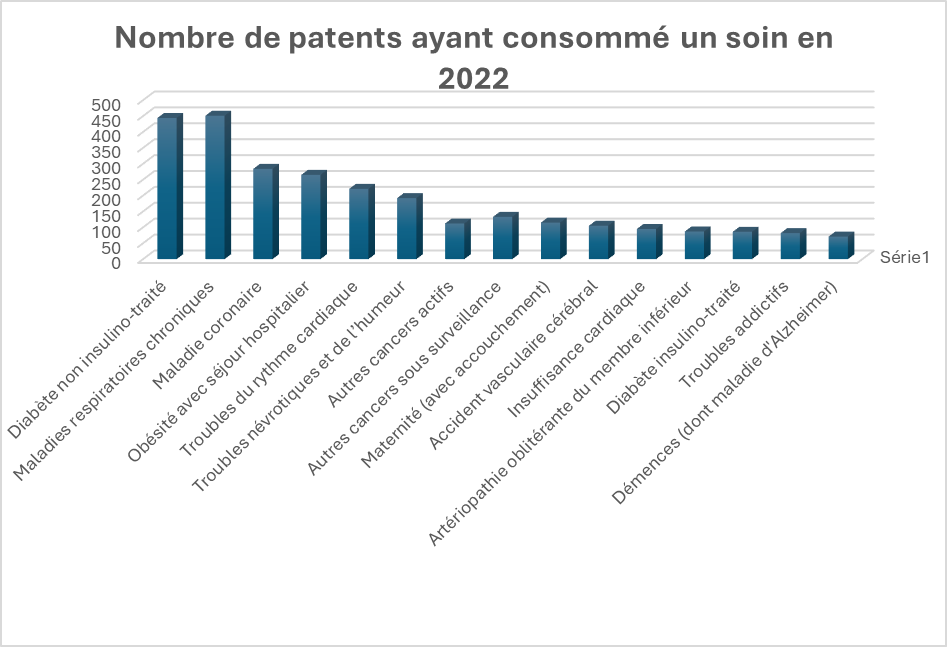 Nombre de patents ayant consommé un soin en
2022
500
450
400
350
300
250
200
150
100
50
0
Série1
Diabète non insulino-traité
Maladies respiratoires chroniques
Maladie coronaire
Obésité avec séjour hospitalier
Troubles du rythme cardiaque
Troubles névrotiques et de l'humeur
Autres cancers actifs
Autres cancers sous surveillance
Maternité (avec accouchement)
Accident vasculaire cérébral
Insuffisance cardiaque
Artériopathie oblitérante du membre inférieur
Diabète insulino-traité
Troubles addictifs
Démences (dont maladie d'Alzheimer)